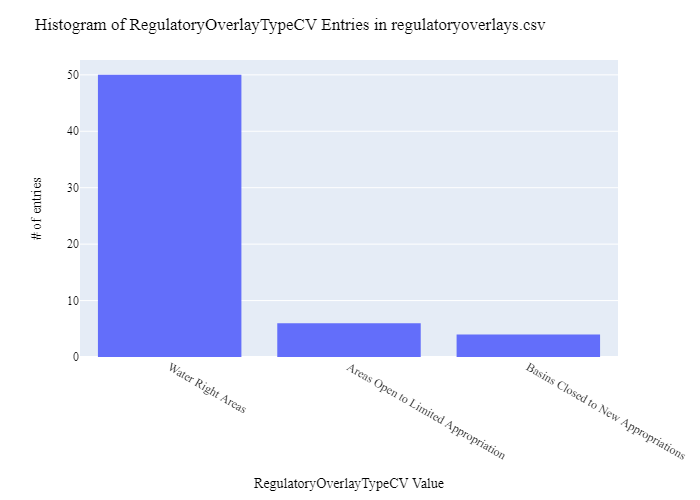 Histogram of RegulatoryOverlayTypeCV Entries in regulatoryoverlays.csv
# of entries
50
40
30
20
10
0
Water Right Areas
Areas Open to Limited Appropriation
Basins Closed to New Appropriations
RegulatoryOverlayTypeCV Value